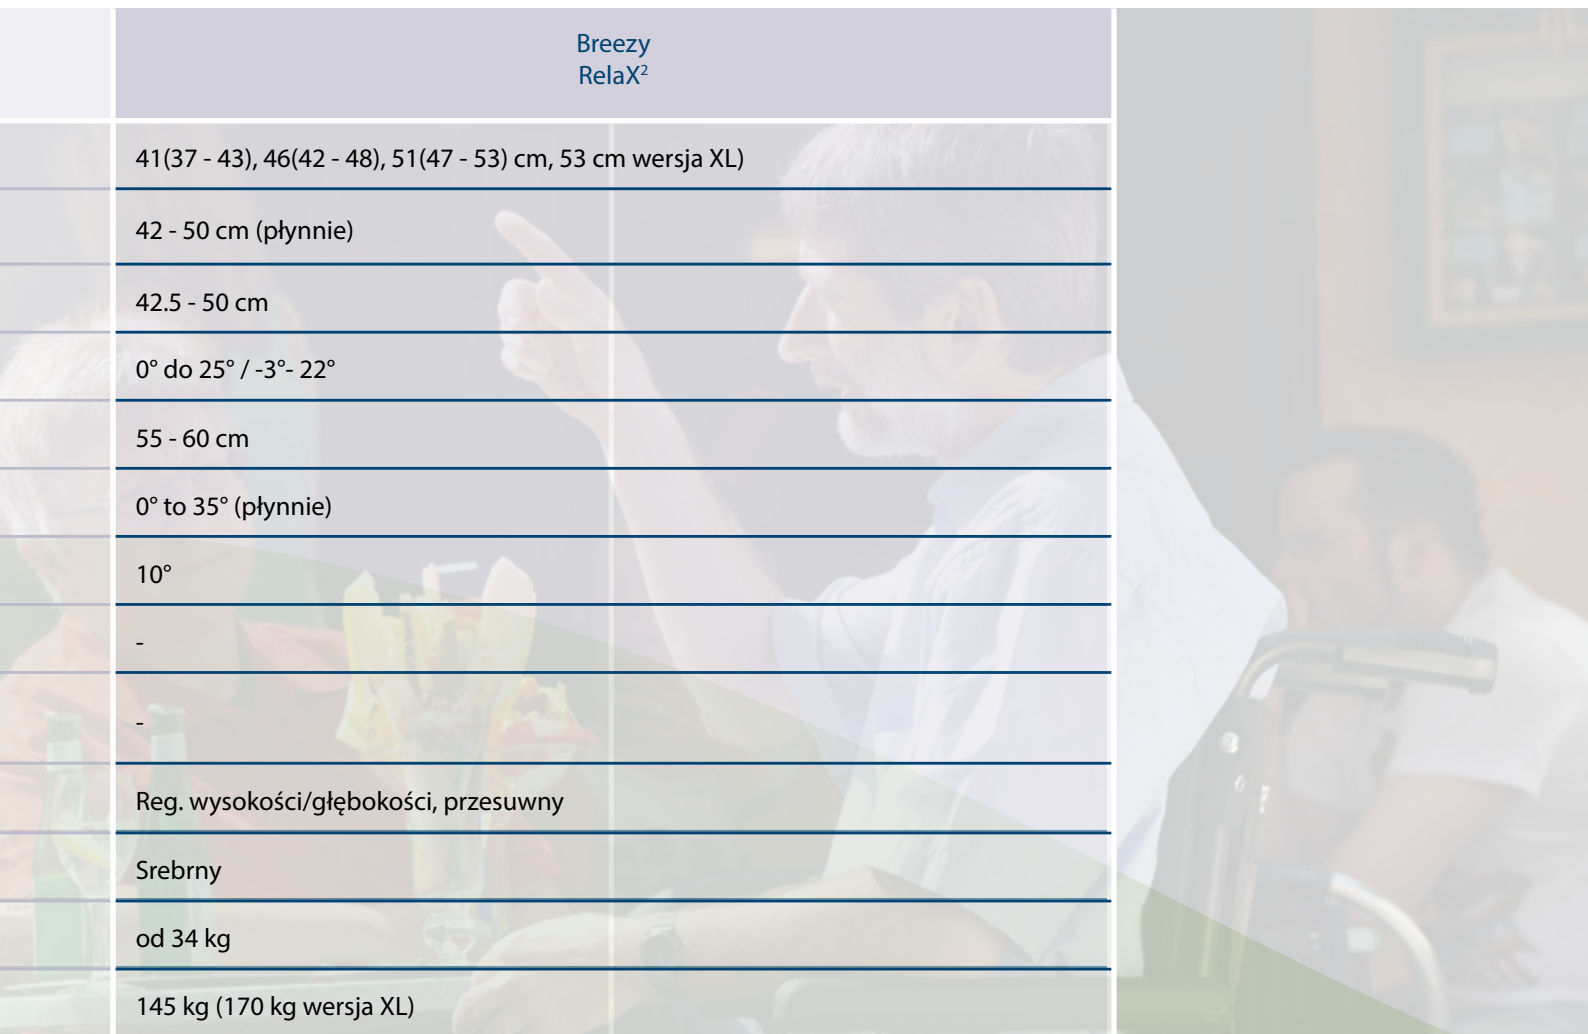 Breezy
RelaX²
41(37 - 43), 46(42 - 48), 51(47 - 53) cm, 53 cm wersja XL)
42 - 50 cm (płynnie)
42.5 - 50 cm
0° do 25° / -3°- 22°
55 - 60 cm
0° to 35° (płynnie)
10°
-
-
Reg. wysokości/głębokości, przesuwny
Srebrny
od 34 kg
145 kg (170 kg wersja XL)